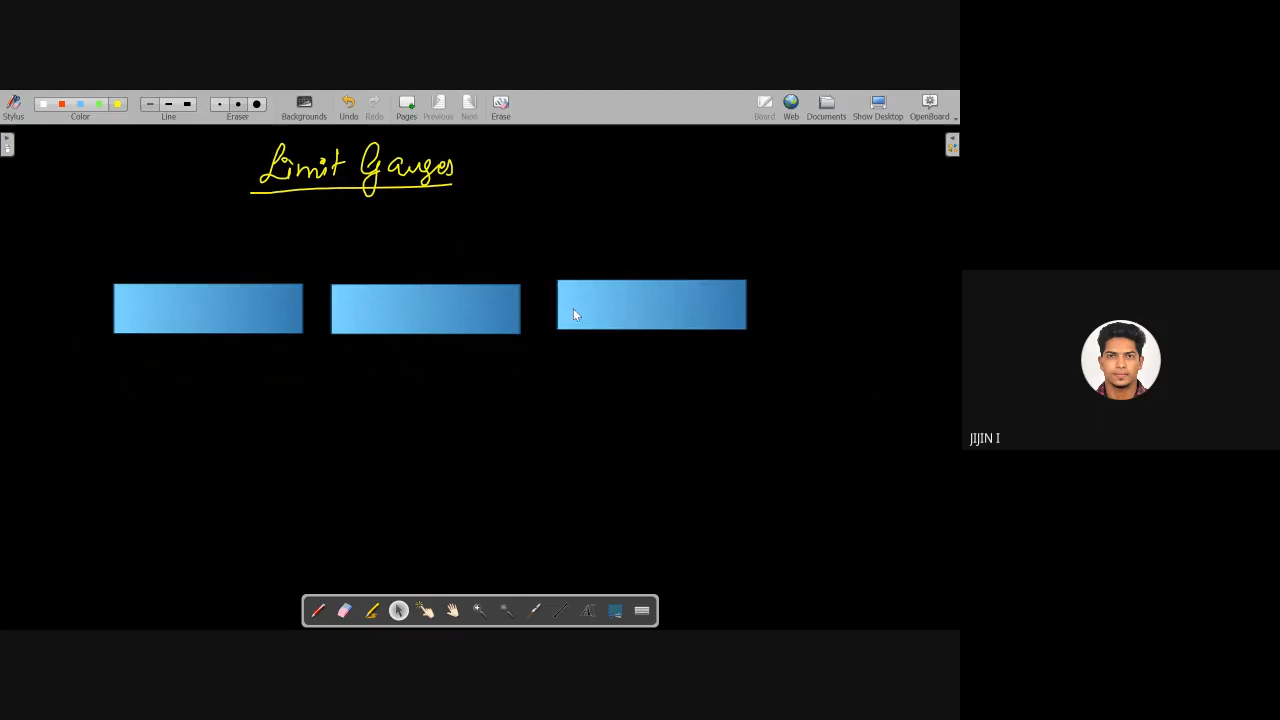 Stylus Color Line Eraser Backgrounds Undo Redo Pages Previous Next Erase Board Web Documents Show Desktop OpenBoard
Limit Gauges
JIJIN I